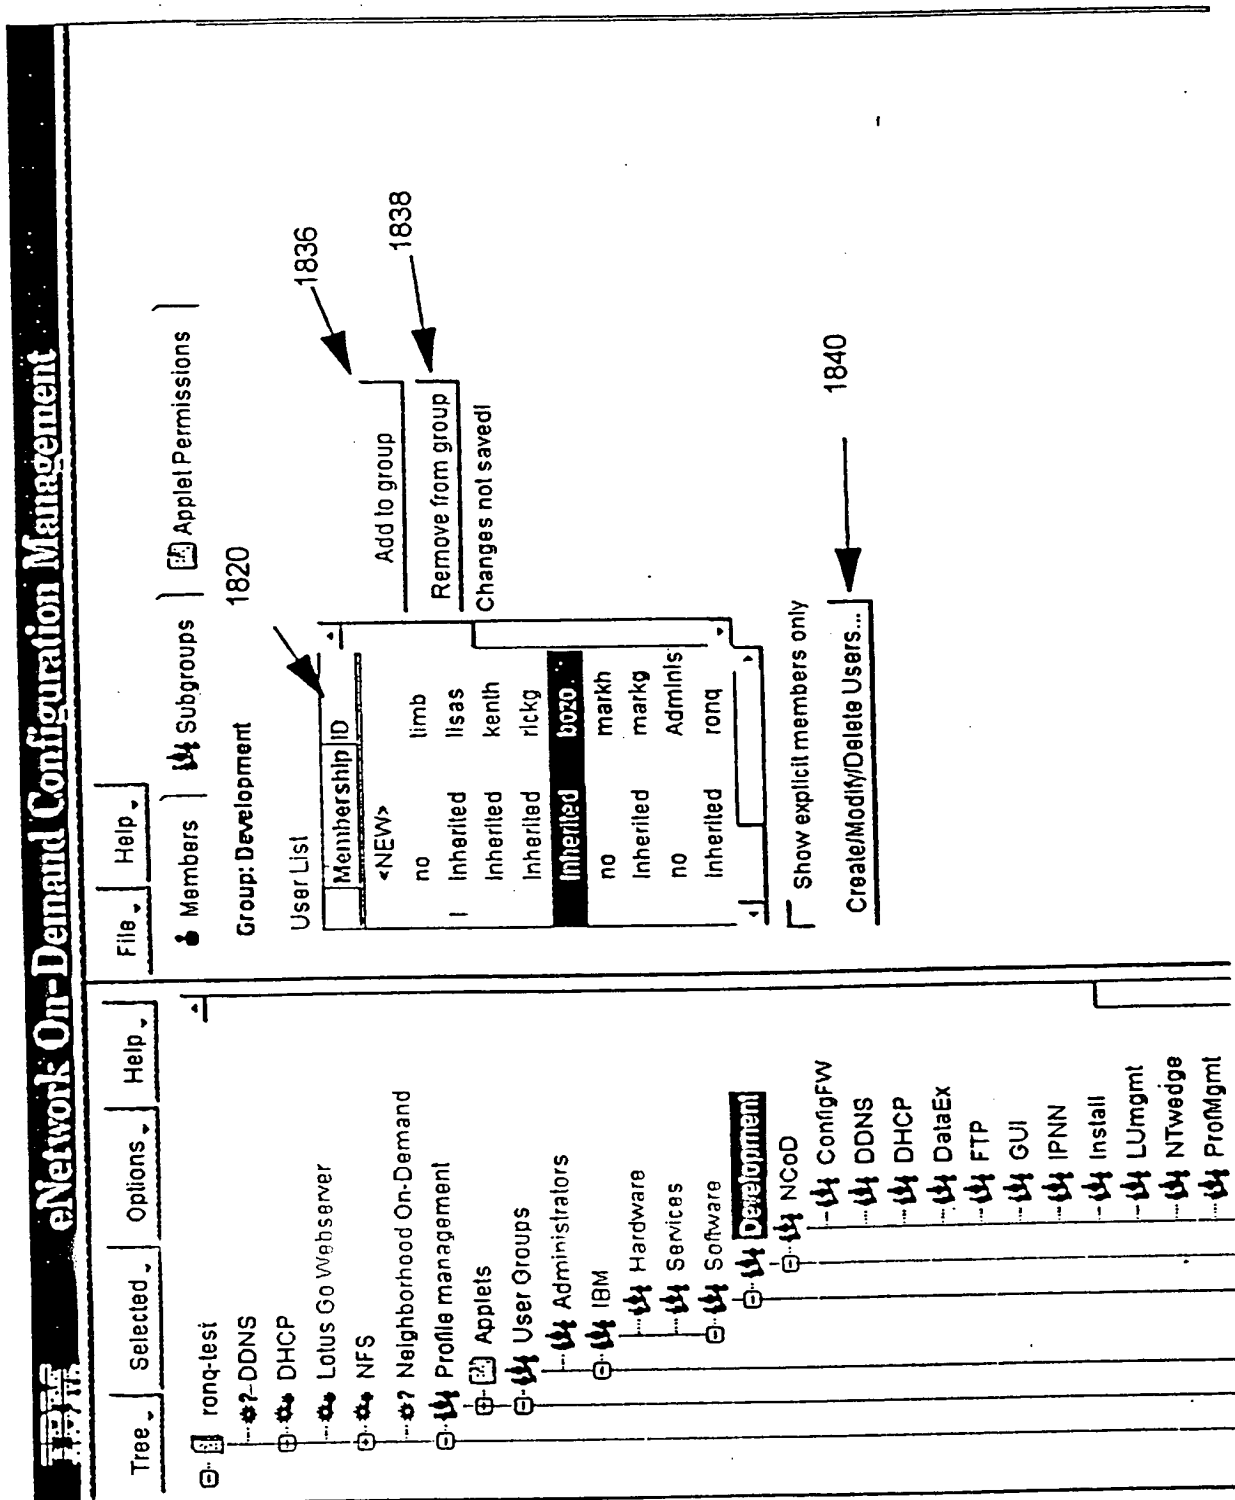 IBM eNetwork On-Demand Configuration Management
Tree Selected Options Help
ronq-test
?-DDNS
DHCP
Lotus Go Webserver
NFS
? Neighborhood On-Demand
Profile management
Applets
User Groups
Administrators
IBM
Hardware
Services
Software
Development
NCoD
ConfigFW
DDNS
DHCP
DataEx
FTP
GUI
IPNN
Install
LUmgmt
NTwedge
ProfMgmt
File Help
Members Subgroups Applet Permissions
Group: Development
1820
User List
Membership ID
<NEW>
no timb
Inherited lisas
Inherited kenth
Inherited rickg
Inherited bozo
no markh
Inherited markg
no Adminis
Inherited ronq
Add to group
1836
Remove from group
1838
Changes not saved!
Show explicit members only
Create/Modify/Delete Users...
1840